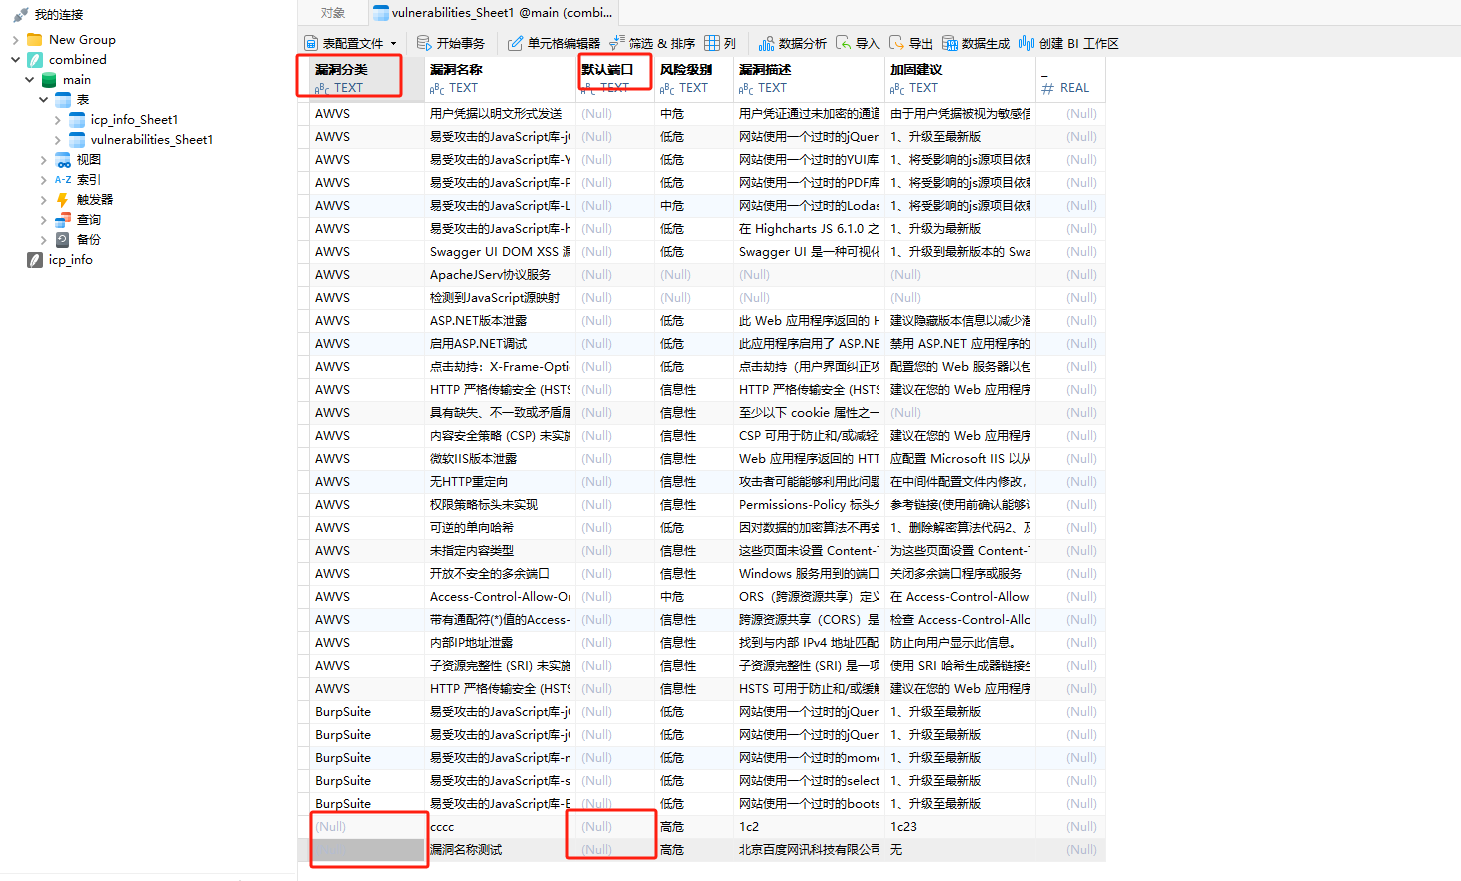 我的连接
New Group
combined
main
表
icp_info_Sheet1
vulnerabilities_Sheet1
视图
A-Z 索引
触发器
查询
备份
icp_info
对象
vulnerabilities_Sheet1 @main (combi...
表配置文件 开始事务 单元格编辑器 筛选 & 排序 列 数据分析 导入 导出 数据生成 创建 BI 工作区
漏洞分类 漏洞名称 默认端口 风险级别 漏洞描述 加固建议 _
ABC TEXT ABC TEXT ABC TEXT ABC TEXT ABC TEXT ABC TEXT # REAL
AWVS 用户凭据以明文形式发送 (Null) 中危 用户凭证通过未加密的通道 由于用户凭据被视为敏感信 (Null)
AWVS 易受攻击的JavaScript库-j (Null) 低危 网站使用一个过时的jQuer 1、升级至最新版 (Null)
AWVS 易受攻击的JavaScript库-Y (Null) 低危 网站使用一个过时的YUI库 1、将受影响的js源项目依赖 (Null)
AWVS 易受攻击的JavaScript库-P (Null) 低危 网站使用一个过时的PDF库 1、将受影响的js源项目依赖 (Null)
AWVS 易受攻击的JavaScript库-L (Null) 中危 网站使用一个过时的Lodas 1、将受影响的js源项目依赖 (Null)
AWVS 易受攻击的JavaScript库-h (Null) 低危 在 Highcharts JS 6.1.0 之 1、升级为最新版 (Null)
AWVS Swagger UI DOM XSS 漏 (Null) 低危 Swagger UI 是一种可视化 1、升级到最新版本的 Swa (Null)
AWVS ApacheJServ协议服务 (Null) (Null) (Null) (Null) (Null)
AWVS 检测到JavaScript源映射 (Null) (Null) (Null) (Null) (Null)
AWVS ASP.NET版本泄露 (Null) 低危 此 Web 应用程序返回的 H 建议隐藏版本信息以减少潜 (Null)
AWVS 启用ASP.NET调试 (Null) 低危 此应用程序启用了 ASP.NE 禁用 ASP.NET 应用程序的 (Null)
AWVS 点击劫持：X-Frame-Opti (Null) 低危 点击劫持（用户界面纠正攻 配置您的 Web 服务器以包 (Null)
AWVS HTTP 严格传输安全 (HSTS (Null) 信息性 HTTP 严格传输安全 (HSTS 建议在您的 Web 应用程序 (Null)
AWVS 具有缺失、不一致或矛盾属 (Null) 信息性 至少以下 cookie 属性之一 (Null) (Null)
AWVS 内容安全策略 (CSP) 未实施 (Null) 信息性 CSP 可用于防止和/或减轻 建议在您的 Web 应用程序 (Null)
AWVS 微软IIS版本泄露 (Null) 信息性 Web 应用程序返回的 HTT 应配置 Microsoft IIS 以从 (Null)
AWVS 无HTTP重定向 (Null) 信息性 攻击者可能能够利用此问题 在中间件配置文件内修改， (Null)
AWVS 权限策略标头未实现 (Null) 信息性 Permissions-Policy 标头允 参考链接(使用前确认能够访 (Null)
AWVS 可逆的单向哈希 (Null) 低危 因对数据的加密算法不再安 1、删除解密算法代码2、及 (Null)
AWVS 未指定内容类型 (Null) 信息性 这些页面未设置 Content-T 为这些页面设置 Content-T (Null)
AWVS 开放不安全的多余端口 (Null) 信息性 Windows 服务用到的端口 关闭多余端口程序或服务 (Null)
AWVS Access-Control-Allow-Or (Null) 中危 ORS（跨源资源共享）定义 在 Access-Control-Allow (Null)
AWVS 带有通配符(*)值的Access- (Null) 信息性 跨源资源共享（CORS）是 检查 Access-Control-Allo (Null)
AWVS 内部IP地址泄露 (Null) 信息性 找到与内部 IPv4 地址匹配 防止向用户显示此信息。 (Null)
AWVS 子资源完整性 (SRI) 未实施 (Null) 信息性 子资源完整性 (SRI) 是一项 使用 SRI 哈希生成器链接生 (Null)
AWVS HTTP 严格传输安全 (HSTS (Null) 信息性 HSTS 可用于防止和/或缓解 建议在您的 Web 应用程序 (Null)
BurpSuite 易受攻击的JavaScript库-j (Null) 低危 网站使用一个过时的jQuer 1、升级至最新版 (Null)
BurpSuite 易受攻击的JavaScript库-j (Null) 低危 网站使用一个过时的jQuer 1、升级至最新版 (Null)
BurpSuite 易受攻击的JavaScript库-m (Null) 低危 网站使用一个过时的mome 1、升级至最新版 (Null)
BurpSuite 易受攻击的JavaScript库-s (Null) 低危 网站使用一个过时的select 1、升级至最新版 (Null)
BurpSuite 易受攻击的JavaScript库-B (Null) 低危 网站使用一个过时的boots 1、升级至最新版 (Null)
(Null) cccc (Null) 高危 1c2 1c23 (Null)
漏洞名称测试 高危 北京百度网讯科技有限公司 无 (Null)